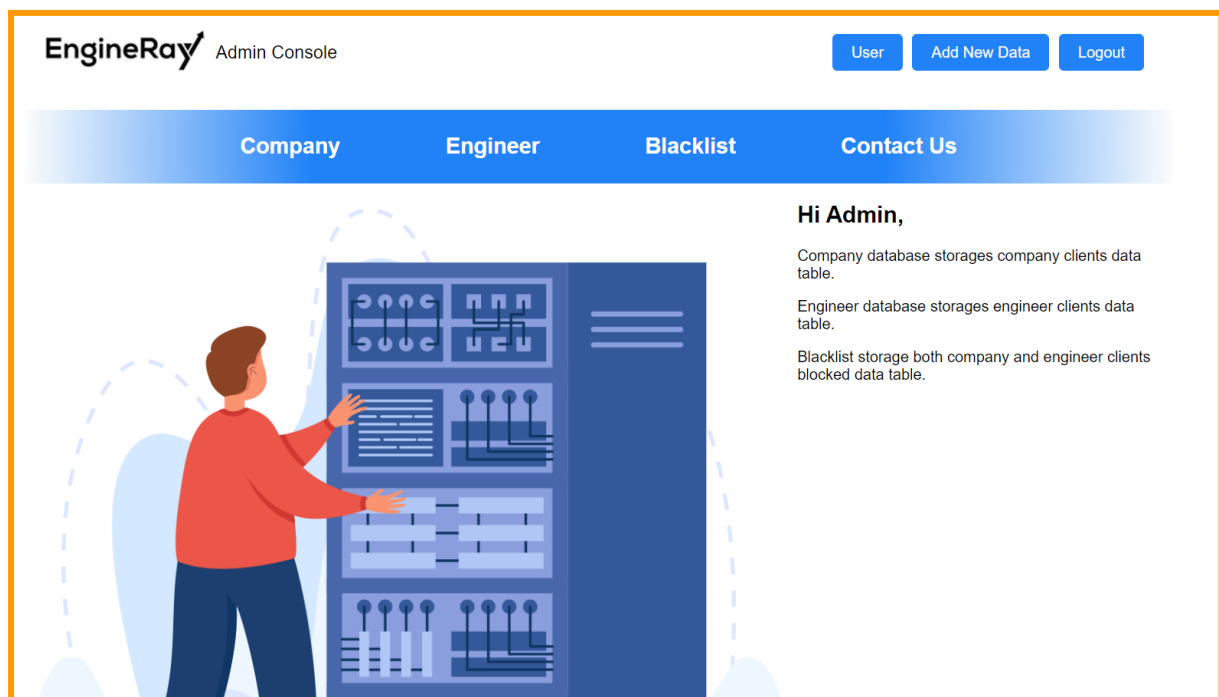 EngineRay Admin Console
User
Add New Data
Logout
Company
Engineer
Blacklist
Contact Us
Hi Admin,
Company database storages company clients data
table.
Engineer database storages engineer clients data
table.
Blacklist storage both company and engineer clients
blocked data table.